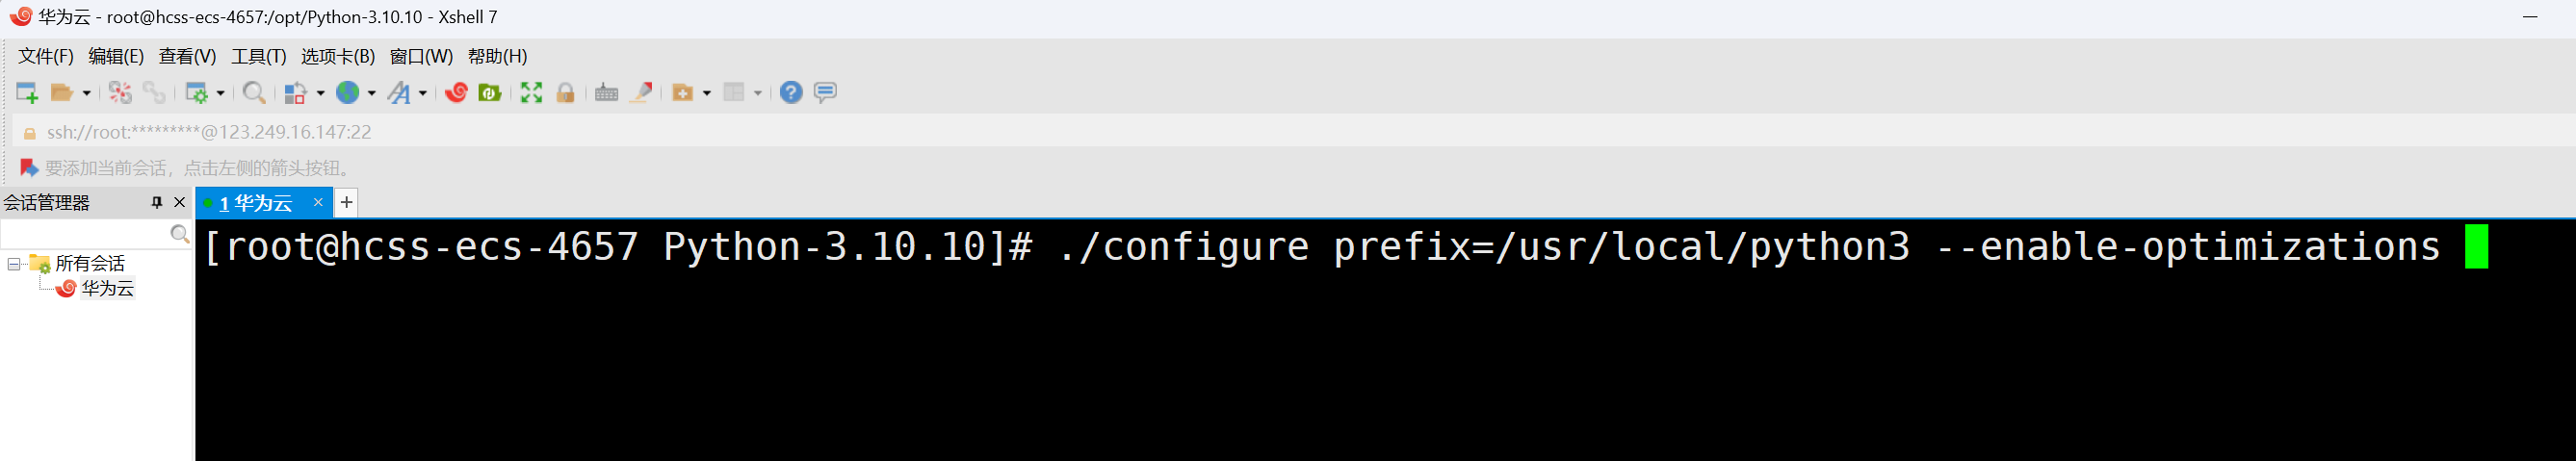 华为云 - root@hcss-ecs-4657:/opt/Python-3.10.10 - Xshell 7
文件(F) 编辑(E) 查看(V) 工具(T) 选项卡(B) 窗口(W) 帮助(H)
ssh://root:*********@123.249.16.147:22
要添加当前会话，点击左侧的箭头按钮。
会话管理器
1 华为云
所有会话
华为云
[root@hcss-ecs-4657 Python-3.10.10]# ./configure prefix=/usr/local/python3 --enable-optimizations